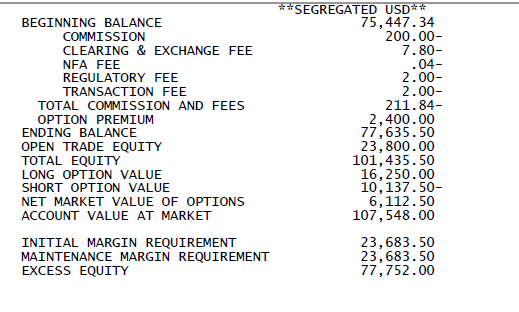 **SEGREGATED USD**
BEGINNING BALANCE 75,447.34
COMMISSION 200.00-
CLEARING & EXCHANGE FEE 7.80-
NFA FEE .04-
REGULATORY FEE 2.00-
TRANSACTION FEE 2.00-
TOTAL COMMISSION AND FEES 211.84-
OPTION PREMIUM 2,400.00
ENDING BALANCE 77,635.50
OPEN TRADE EQUITY 23,800.00
TOTAL EQUITY 101,435.50
LONG OPTION VALUE 16,250.00
SHORT OPTION VALUE 10,137.50-
NET MARKET VALUE OF OPTIONS 6,112.50
ACCOUNT VALUE AT MARKET 107,548.00
INITIAL MARGIN REQUIREMENT 23,683.50
MAINTENANCE MARGIN REQUIREMENT 23,683.50
EXCESS EQUITY 77,752.00